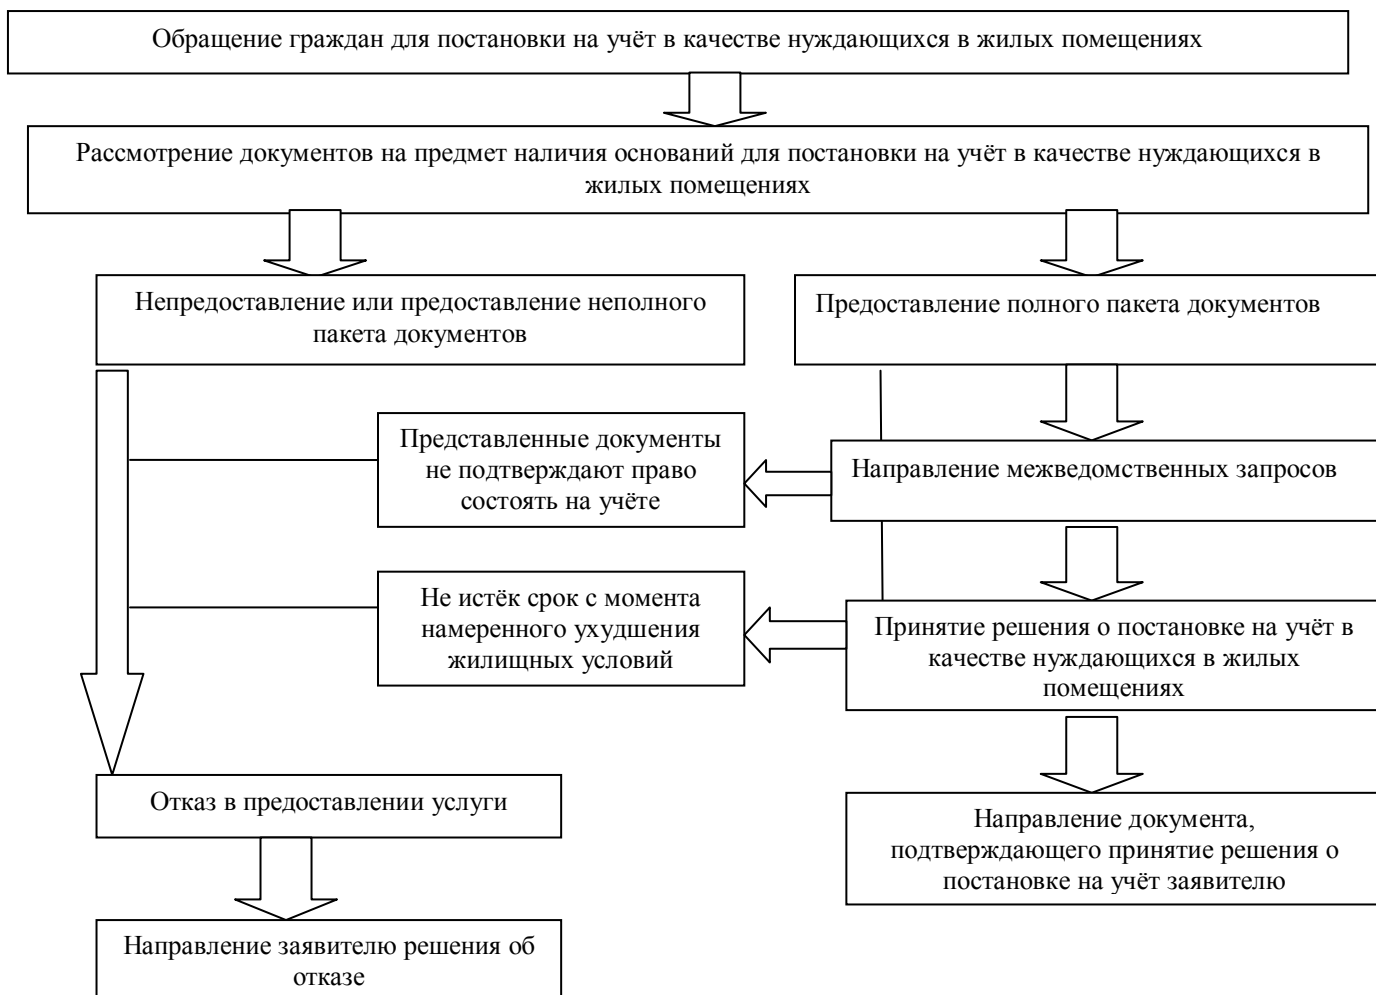 Обращение граждан для постановки на учёт в качестве нуждающихся в жилых помещениях
Рассмотрение документов на предмет наличия оснований для постановки на учёт в качестве нуждающихся в
жилых помещениях
Непредоставление или предоставление неполного
пакета документов
Предоставление полного пакета документов
Представленные документы
не подтверждают право
состоять на учёте
Направление межведомственных запросов
Не истёк срок с момента
намеренного ухудшения
жилищных условий
Принятие решения о постановке на учёт в
качестве нуждающихся в жилых
помещениях
Отказ в предоставлении услуги
Направление документа,
подтверждающего принятие решения о
постановке на учёт заявителю
Направление заявителю решения об
отказе